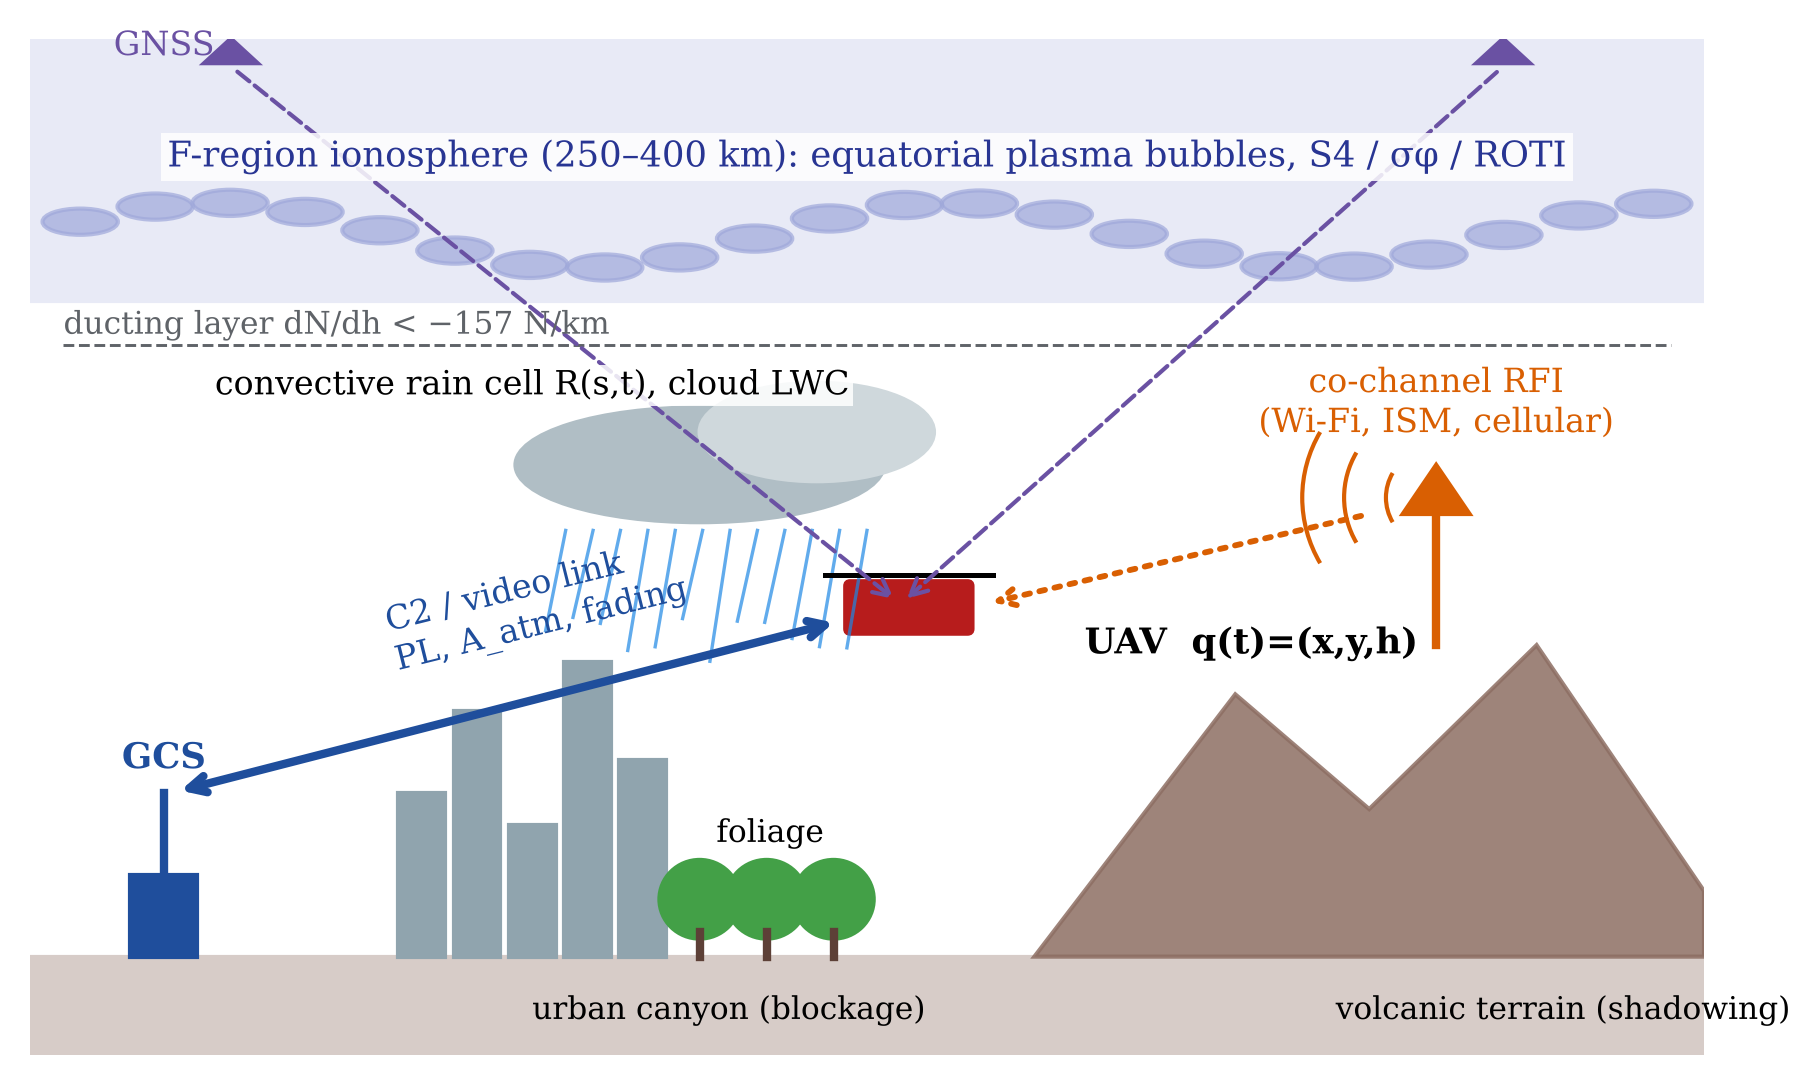 GNSS
F-region ionosphere (250–400 km): equatorial plasma bubbles, S4 / σφ / ROTI
ducting layer dN/dh < −157 N/km
convective rain cell R(s,t), cloud LWC
co-channel RFI
(Wi-Fi, ISM, cellular)
C2 / video link
PL, A_atm, fading
UAV  q(t)=(x,y,h)
GCS
foliage
urban canyon (blockage)
volcanic terrain (shadowing)